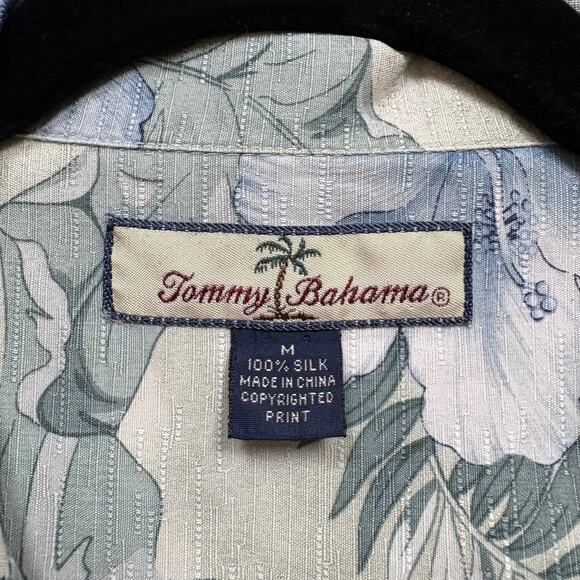 Tommy Bahama®
M
100% SILK
MADE IN CHINA
COPYRIGHTED
PRINT